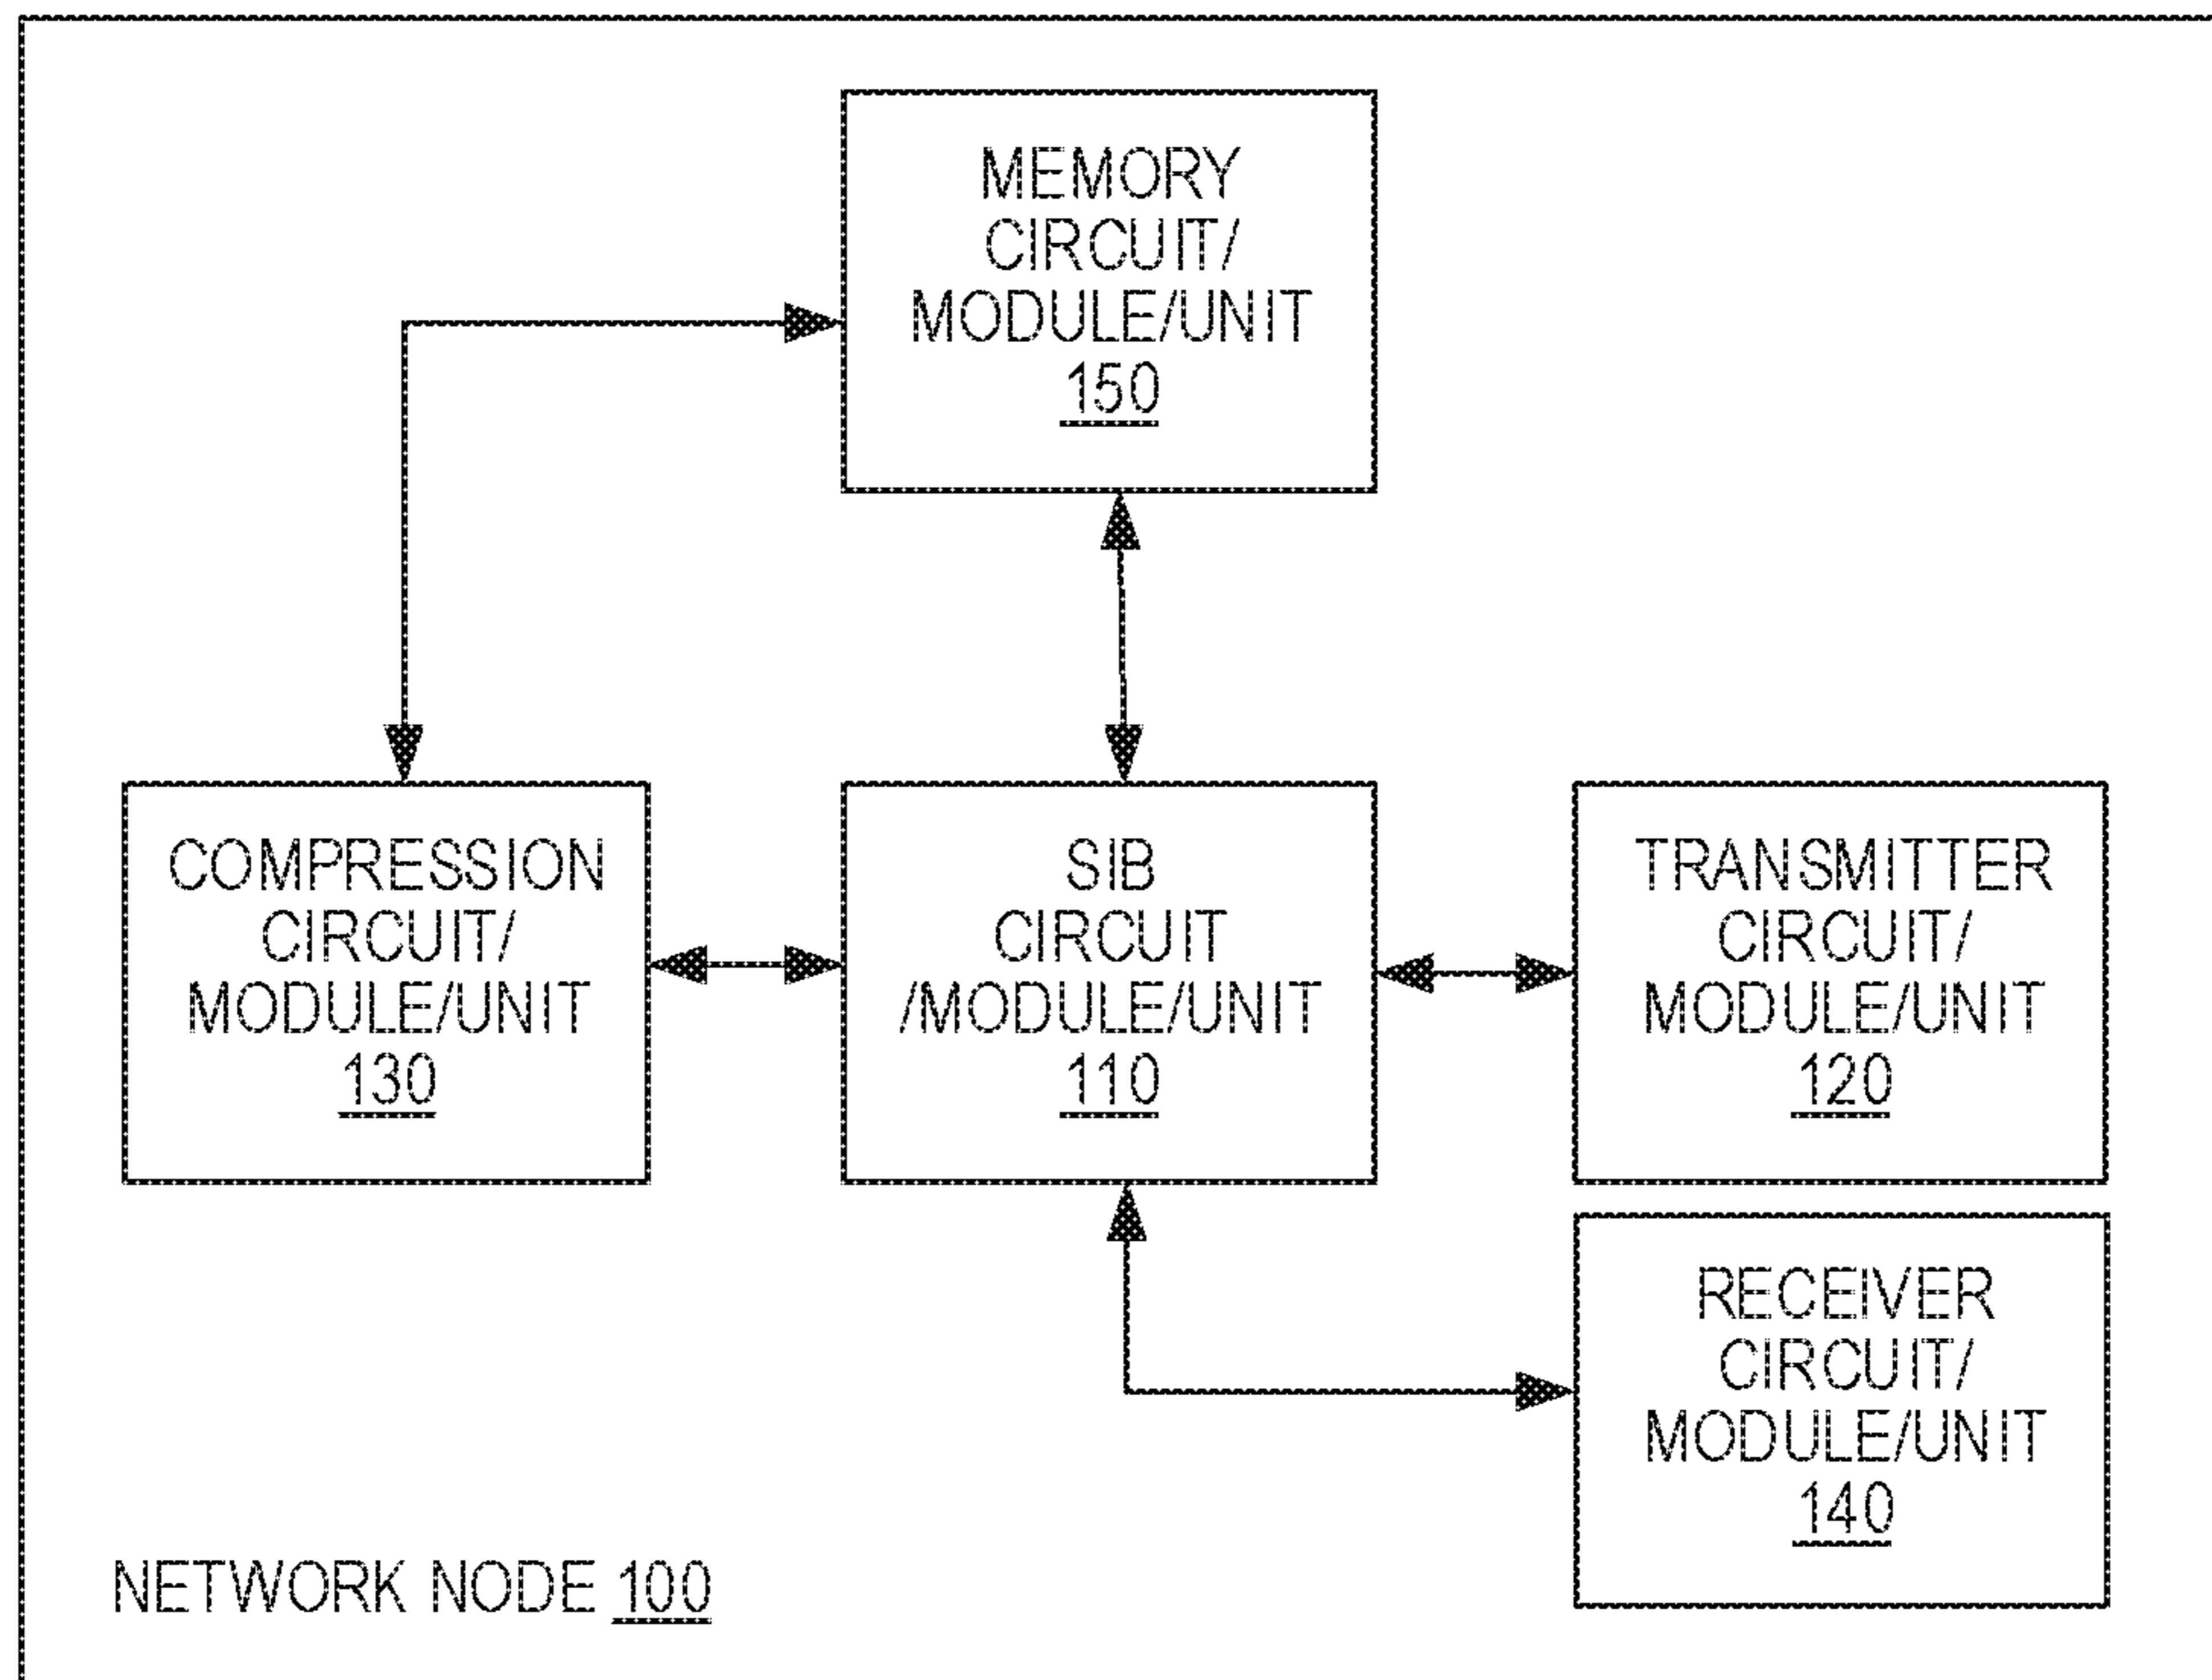 MEMORY
CIRCUIT/
MODULE/UNIT
150
COMPRESSION
CIRCUIT/
MODULE/UNIT
130
SIB
CIRCUIT
/MODULE/UNIT
110
TRANSMITTER
CIRCUIT/
MODULE/UNIT
120
RECEIVER
CIRCUIT/
MODULE/UNIT
140
NETWORK NODE 100